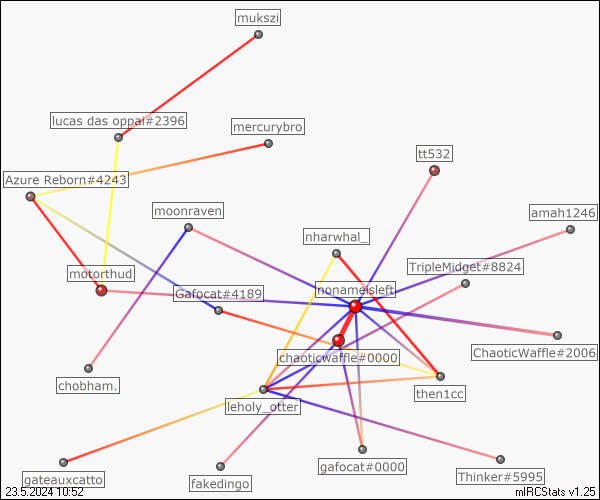 mukszi
lucas das oppai#2396
mercurybro
tt532
Azure Reborn#4243
moonraven
amah1246
nharwhal_
TripleMidget#8824
motorthud
nonameisleft
Gafocat#4189
ChaoticWaffle#2006
chaoticwaffle#0000
chobham.
then1cc
leholy_otter
gafocat#0000
Thinker#5995
gateauxcatto
fakedingo
23.5.2024 10:52
mIRCStats v1.25